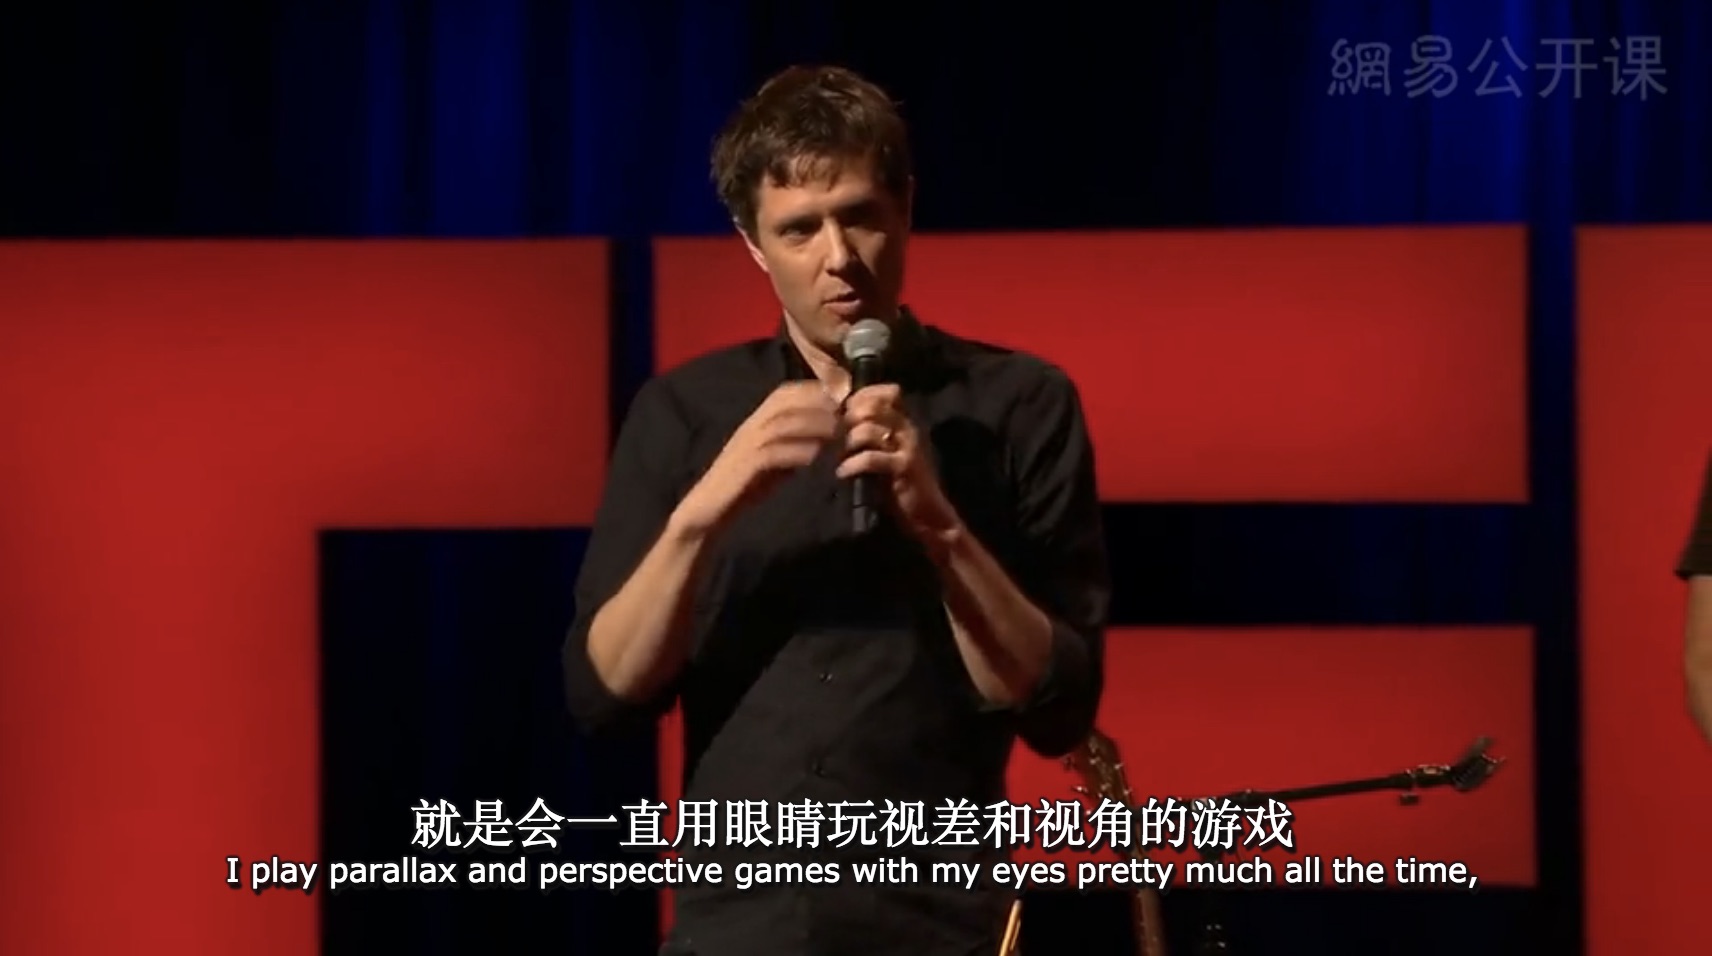 網易公开课
就是会一直用眼睛玩视差和视角的游戏
I play parallax and perspective games with my eyes pretty much all the time,